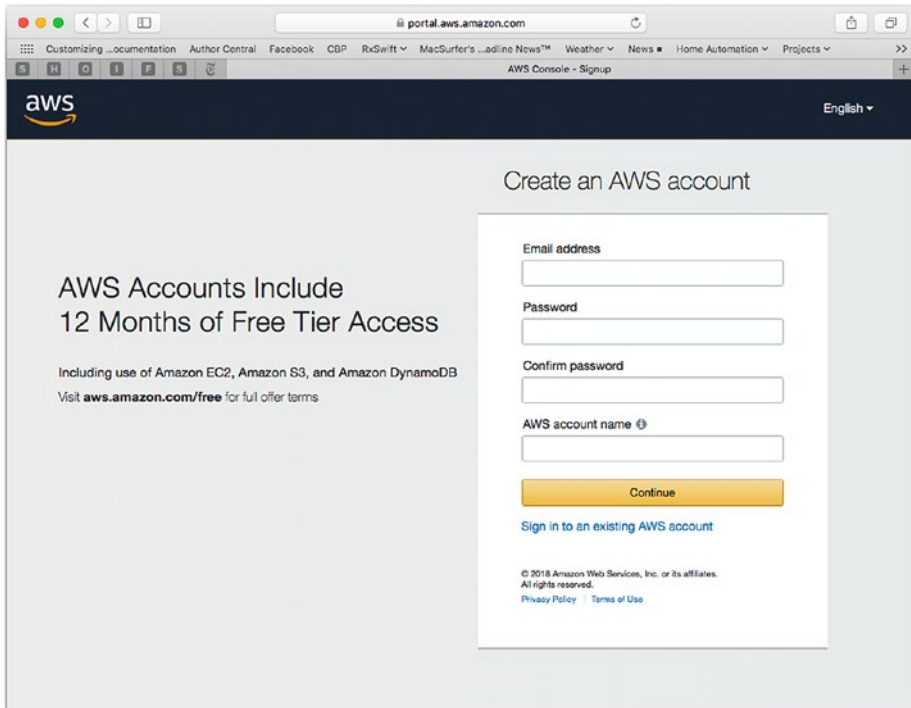 portal.aws.amazon.com
Customizing ...ocumentation Author Central Facebook CBP RxSwift MacSurfer's ...adline News™ Weather News Home Automation Projects >>
S H O I F S T AWS Console - Signup +
aws
English
Create an AWS account
AWS Accounts Include
12 Months of Free Tier Access
Including use of Amazon EC2, Amazon S3, and Amazon DynamoDB
Visit aws.amazon.com/free for full offer terms
Email address
Password
Confirm password
AWS account name
Continue
Sign in to an existing AWS account
© 2018 Amazon Web Services, Inc. or its affiliates.
All rights reserved.
Privacy Policy | Terms of Use